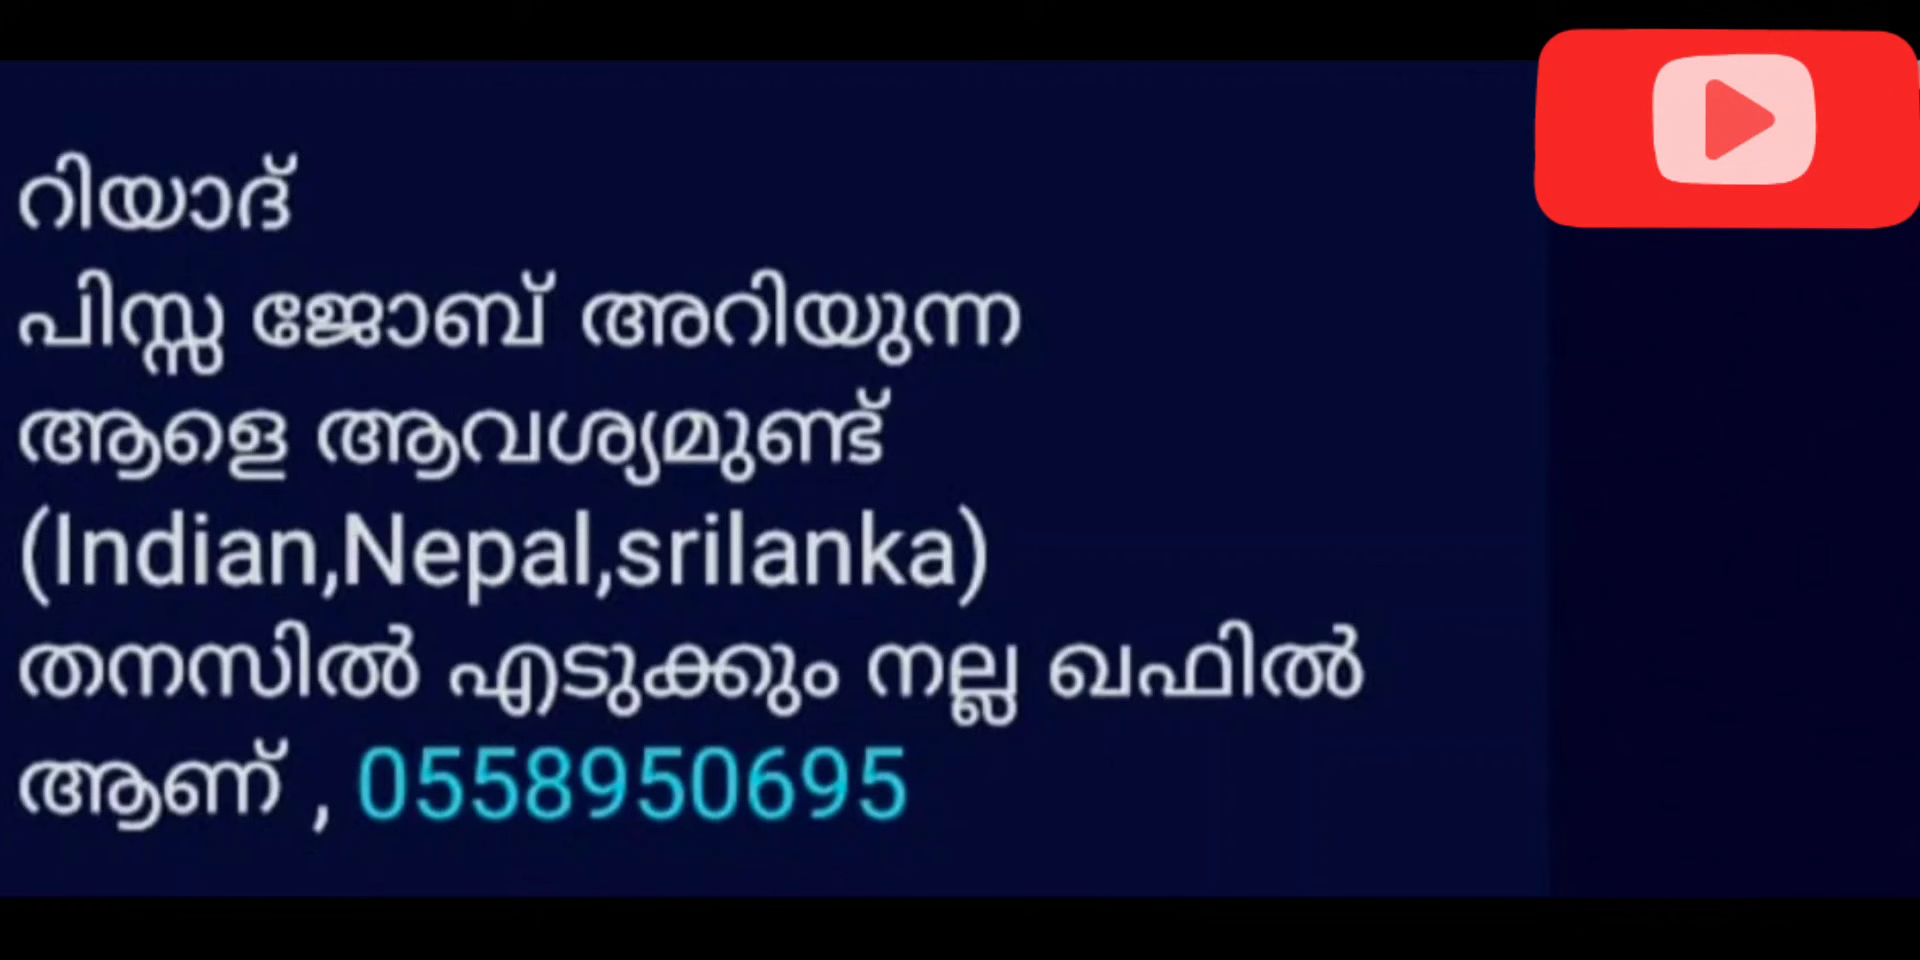 റിയാദ്
പിസ്സ ജോബ് അറിയുന്ന
ആളെ ആവശ്യമുണ്ട്
(Indian,Nepal,srilanka)
തനസിൽ എടുക്കും നല്ല ഖഫിൽ
ആണ് , 0558950695